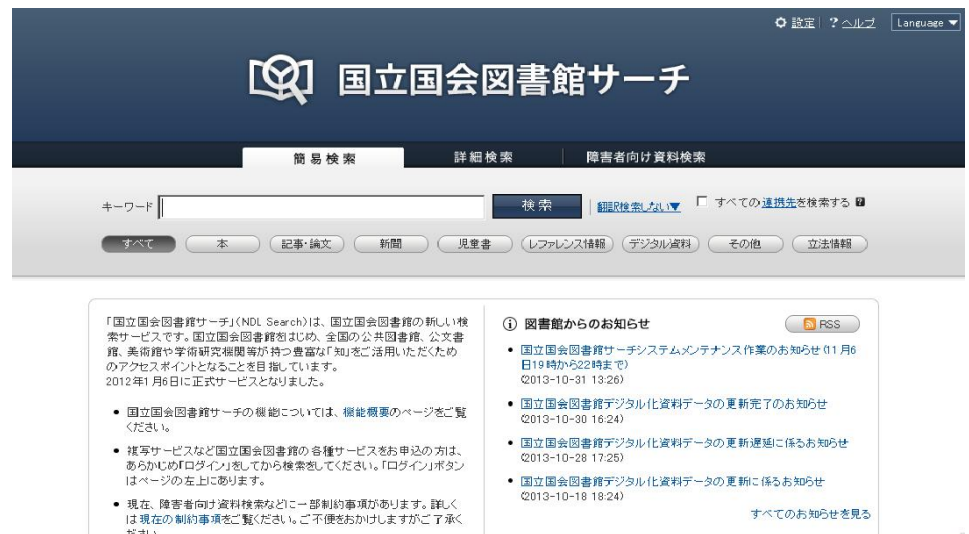 設定 ? ヘルプ Language ▼
国立国会図書館サーチ
簡易検索 詳細検索 障害者向け資料検索
キーワード 検索 翻訳検索しない▼ すべての連携先を検索する ?
すべて 本 記事・論文 新聞 児童書 レファレンス情報 デジタル資料 その他 立法情報
「国立国会図書館サーチ」(NDL Search)は、国立国会図書館の新しい検
索サービスです。国立国会図書館をはじめ、全国の公共図書館、公文書
館、美術館や学術研究機関等が持つ豊富な「知」をご活用いただくため
のアクセスポイントとなることを目指しています。
2012年1月6日に正式サービスとなりました。
• 国立国会図書館サーチの機能については、機能概要のページをご覧
ください。
• 複写サービスなど国立国会図書館の各種サービスをお申込の方は、
あらかじめ「ログイン」をしてから検索をしてください。「ログイン」ボタン
はページの左上にあります。
• 現在、障害者向け資料検索などに一部制約事項があります。詳しく
は現在の制約事項をご覧ください。ご不便をおかけしますがご了承く
ださい
図書館からのお知らせ RSS
• 国立国会図書館サーチシステムメンテナンス作業のお知らせ(11月6
日19時から22時まで)
(2013-10-31 13:26)
• 国立国会図書館デジタル化資料データの更新完了のお知らせ
(2013-10-30 16:24)
• 国立国会図書館デジタル化資料データの更新遅延に係るお知らせ
(2013-10-28 17:25)
• 国立国会図書館デジタル化資料データの更新に係るお知らせ
(2013-10-18 18:24)
すべてのお知らせを見る